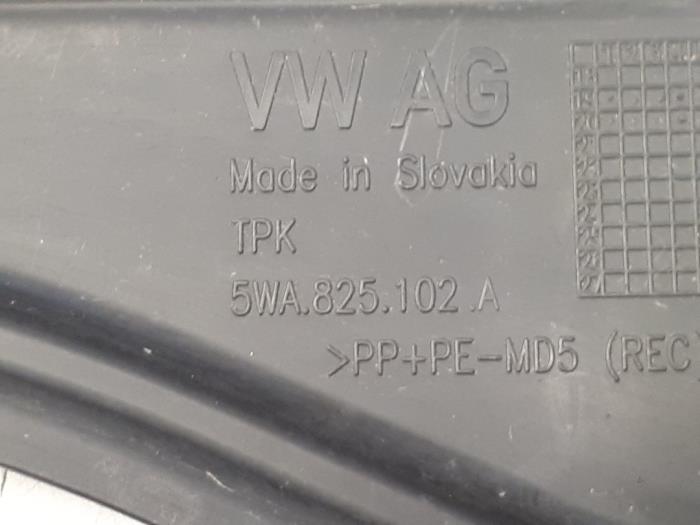 VW AG
Made in Slovakia
TPK
5WA.825.102.A
>PP+PE-MD5 (REC)